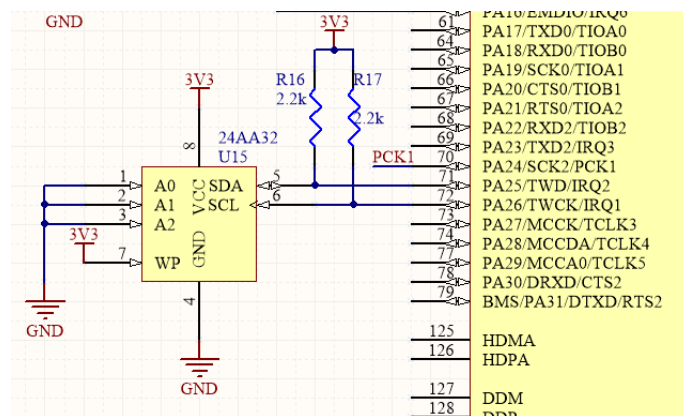 GND
3V3
R16
R17
2.2k
2.2k
3V3
24AA32
U15
8
VCC
GND
4
GND
1
A0
2
A1
3
A2
3V3
7
WP
GND
SDA
5
SCL
6
PCK1
PA16/EMDIO/IRQ6
61
PA17/TXD0/TIOA0
64
PA18/RXD0/TIOB0
65
PA19/SCK0/TIOA1
66
PA20/CTS0/TIOB1
67
PA21/RTS0/TIOA2
68
PA22/RXD2/TIOB2
69
PA23/TXD2/IRQ3
70
PA24/SCK2/PCK1
71
PA25/TWD/IRQ2
72
PA26/TWCK/IRQ1
73
PA27/MCCK/TCLK3
74
PA28/MCCDA/TCLK4
77
PA29/MCCA0/TCLK5
78
PA30/DRXD/CTS2
79
BMS/PA31/DTXD/RTS2
125
HDMA
126
HDPA
127
DDM
128